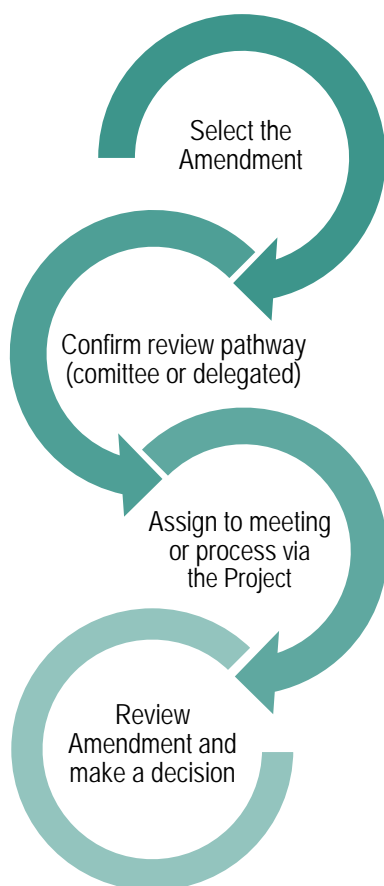 Select the
Amendment
Confirm review pathway
(comittee or delegated)
Assign to meeting
or process via
the Project
Review
Amendment and
make a decision